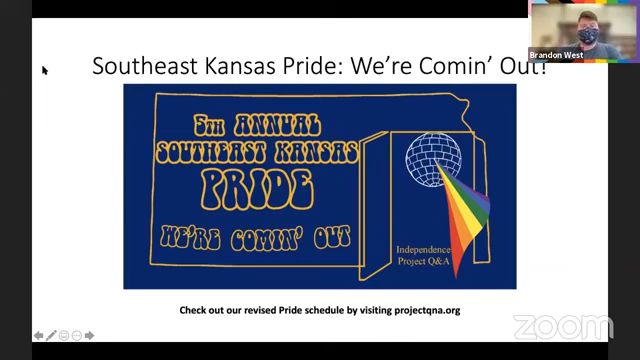 Brandon West
Southeast Kansas Pride: We're Comin' Out!
5TH ANNUAL
SOUTHEAST KANSAS
PRIDE
WE'RE COMIN' OUT
Independence
Project Q&A
Check out our revised Pride schedule by visiting projectqna.org
zoom